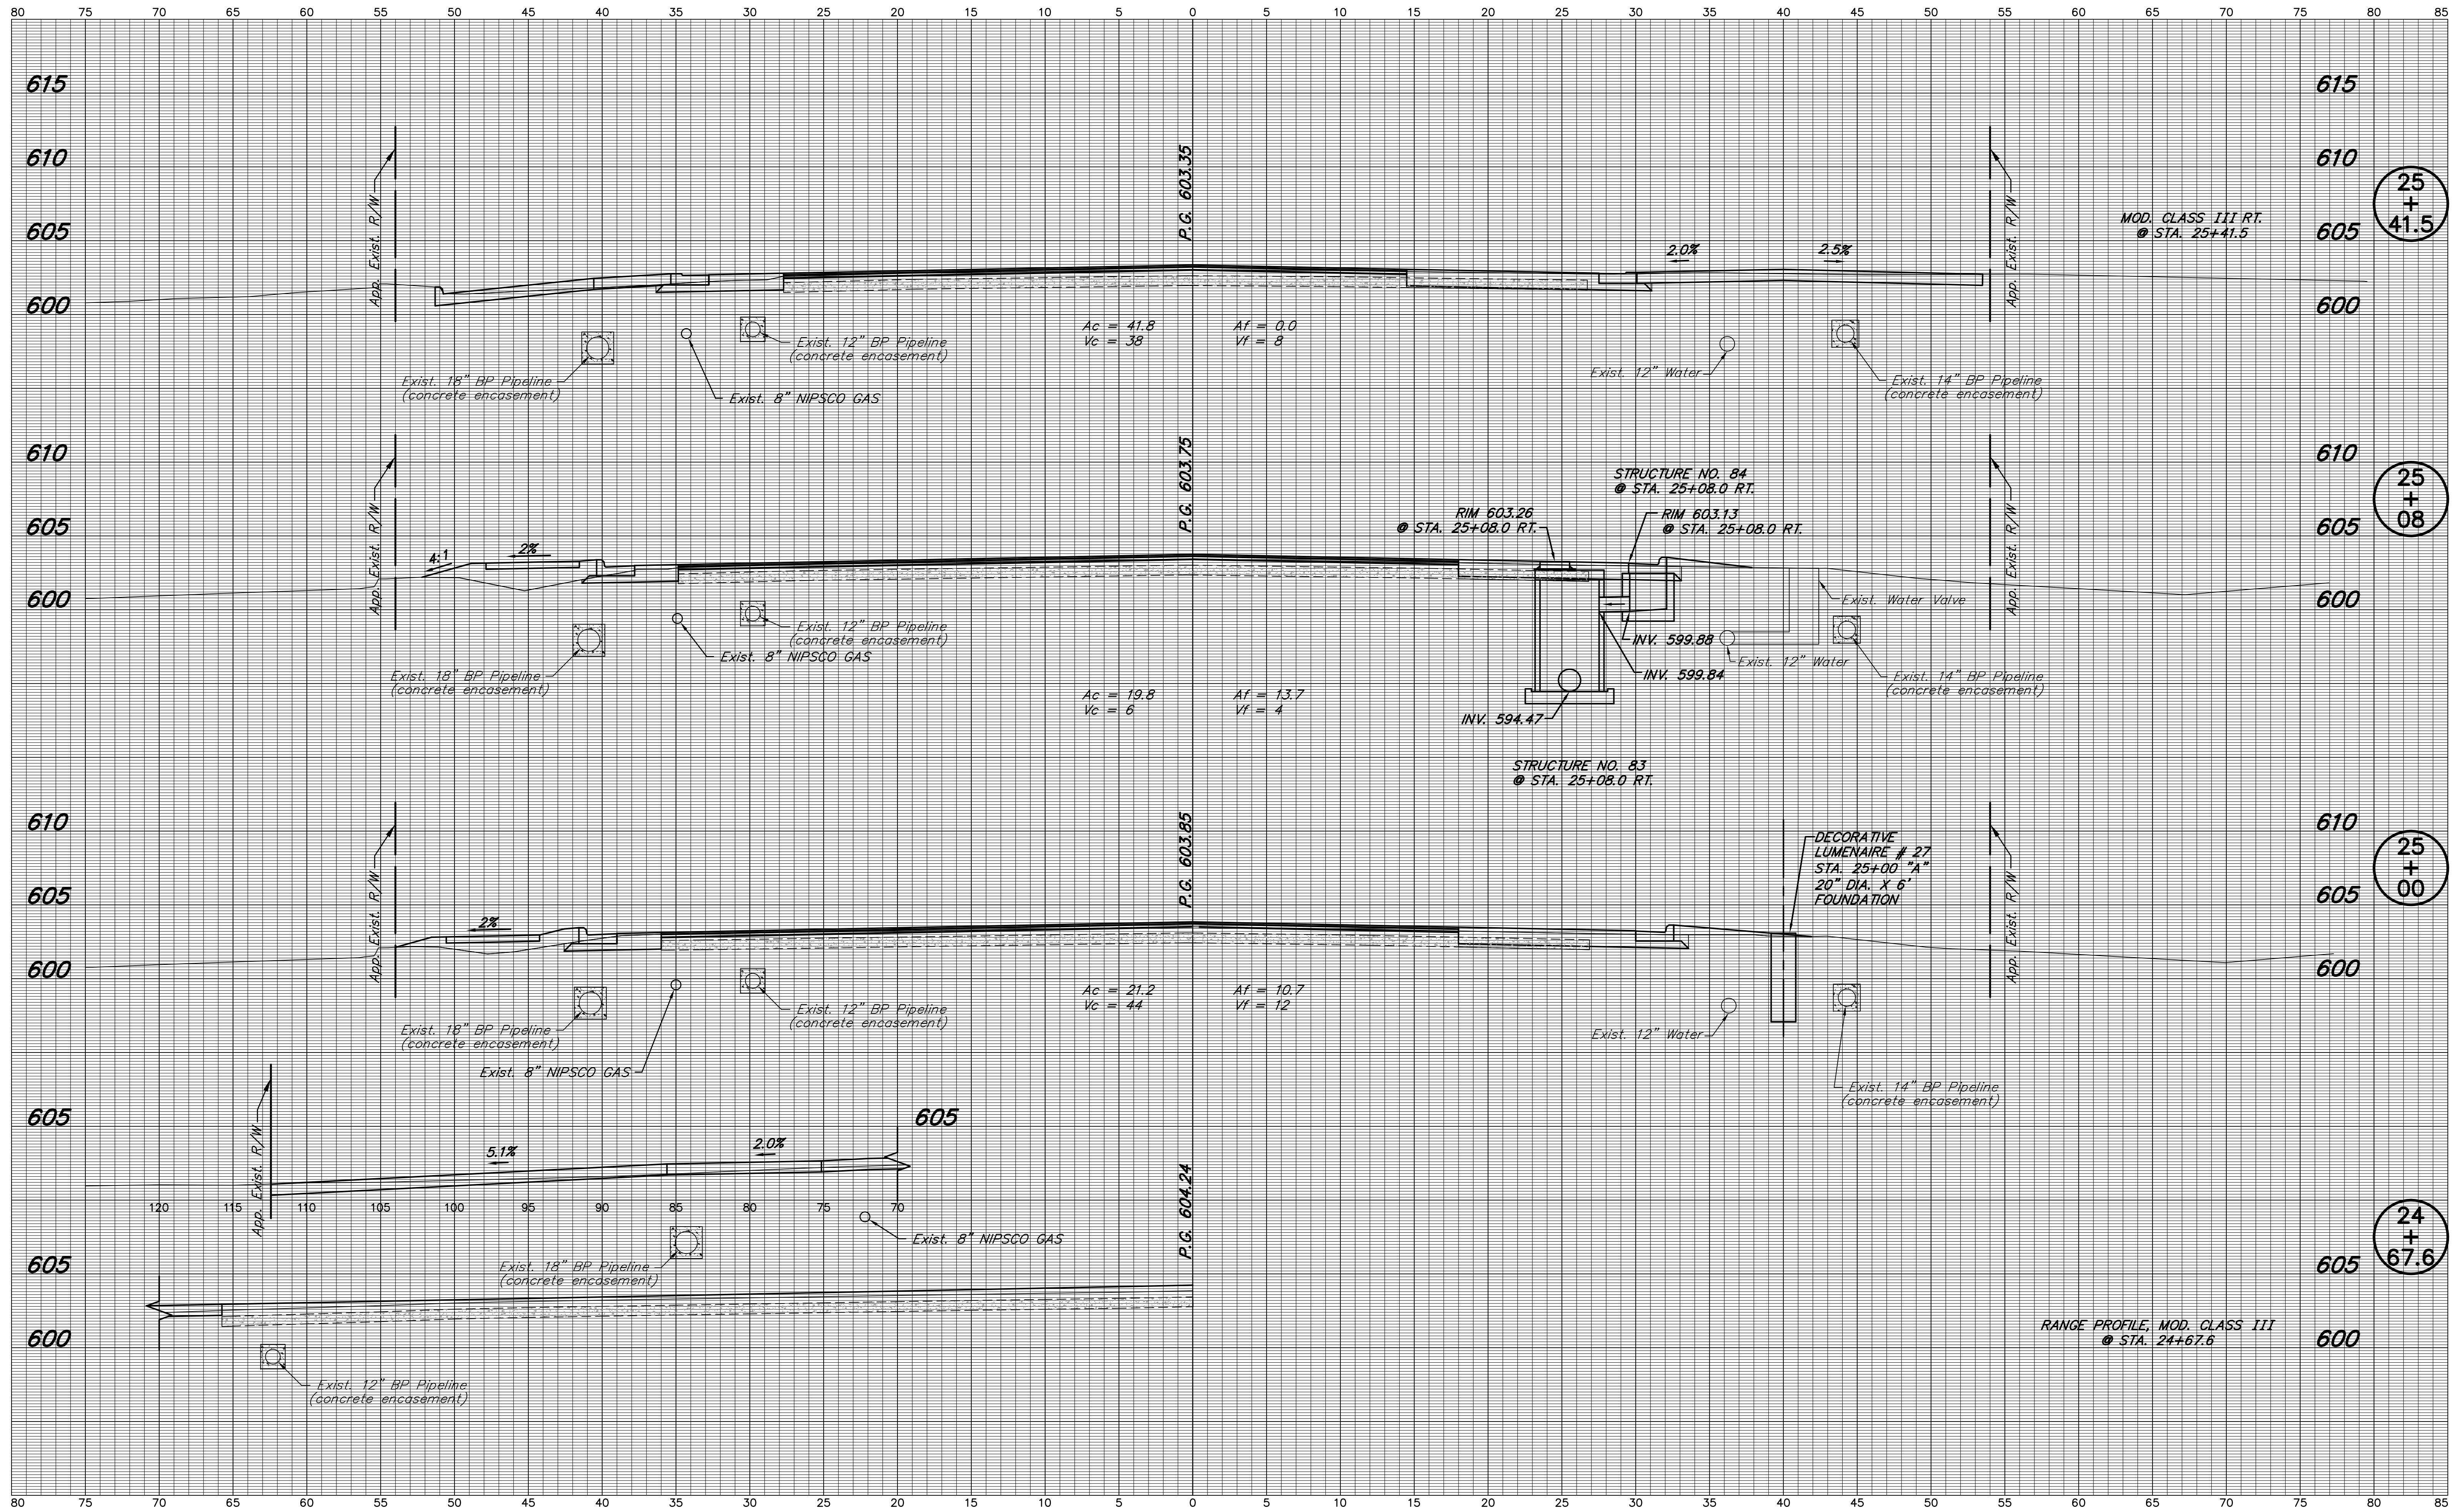 80 75 70 65 60 55 50 45 40 35 30 25 20 15 10 5 0 5 10 15 20 25 30 35 40 45 50 55 60 65 70 75 80 85
615 615
610 610
605 605
600 600
App. Exist. R/W
P.G. 603.35
App. Exist. R/W
2.0% 2.5%
MOD. CLASS III RT.
@ STA. 25+41.5
25
+
41.5
Exist. 18" BP Pipeline
(concrete encasement)
Exist. 8" NIPSCO GAS
Exist. 12" BP Pipeline
(concrete encasement)
Ac = 41.8 Af = 0.0
Vc = 38 Vf = 8
Exist. 12" Water
Exist. 14" BP Pipeline
(concrete encasement)
610 610
605 605
600 600
App. Exist. R/W
4:1
2%
P.G. 603.75
STRUCTURE NO. 84
@ STA. 25+08.0 RT.
RIM 603.26
@ STA. 25+08.0 RT.
RIM 603.13
@ STA. 25+08.0 RT.
App. Exist. R/W
25
+
08
Exist. 18" BP Pipeline
(concrete encasement)
Exist. 8" NIPSCO GAS
Exist. 12" BP Pipeline
(concrete encasement)
Ac = 19.8 Af = 13.7
Vc = 6 Vf = 4
Exist. Water Valve
INV. 599.88
Exist. 12" Water
INV. 599.84
Exist. 14" BP Pipeline
(concrete encasement)
INV. 594.47
STRUCTURE NO. 83
@ STA. 25+08.0 RT.
610 610
605 605
600 600
App. Exist. R/W
2%
P.G. 603.85
DECORATIVE
LUMENAIRE # 27
STA. 25+00 "A"
20" DIA. X 6'
FOUNDATION
App. Exist. R/W
25
+
00
Exist. 18" BP Pipeline
(concrete encasement)
Exist. 8" NIPSCO GAS
Exist. 12" BP Pipeline
(concrete encasement)
Ac = 21.2 Af = 10.7
Vc = 44 Vf = 12
Exist. 12" Water
Exist. 14" BP Pipeline
(concrete encasement)
605 605
App. Exist. R/W
5.1% 2.0%
120 115 110 105 100 95 90 85 80 75 70
Exist. 8" NIPSCO GAS
Exist. 18" BP Pipeline
(concrete encasement)
P.G. 604.24
605 605
600 600
24
+
67.6
RANGE PROFILE, MOD. CLASS III
@ STA. 24+67.6
Exist. 12" BP Pipeline
(concrete encasement)
80 75 70 65 60 55 50 45 40 35 30 25 20 15 10 5 0 5 10 15 20 25 30 35 40 45 50 55 60 65 70 75 80 85